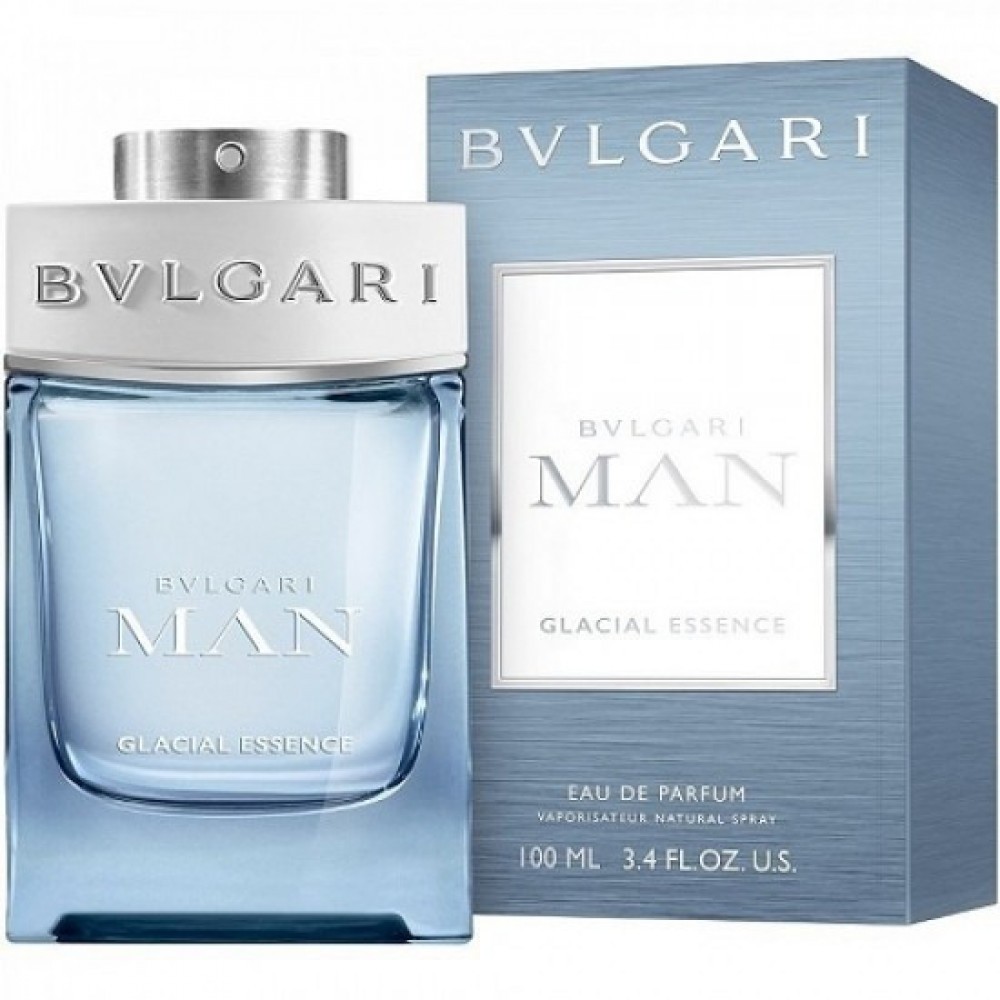 BVLGARI
BVLGARI
MAN
GLACIAL ESSENCE
BVLGARI
BVLGARI
MAN
GLACIAL ESSENCE
EAU DE PARFUM
VAPORISATEUR NATURAL SPRAY
100 ML 3.4 FL.OZ. U.S.